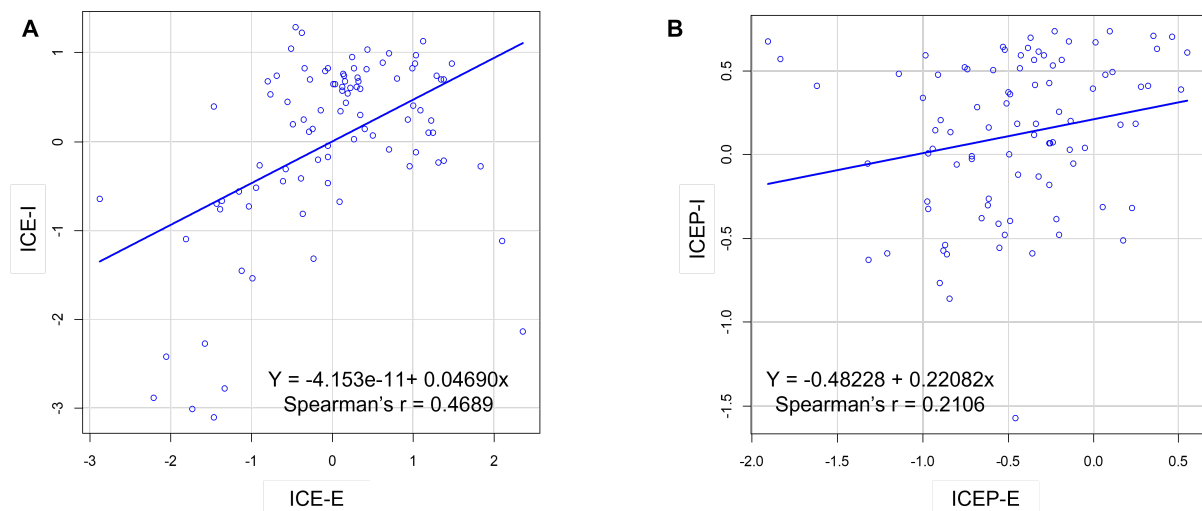 A
1
0
-1
-2
-3
ICE-I
Y = -4.153e-11+ 0.04690x
Spearman's r = 0.4689
-3
-2
-1
0
1
2
ICE-E
B
0.5
0.0
-0.5
-1.0
-1.5
ICEP-I
Y = -0.48228 + 0.22082x
Spearman's r = 0.2106
-2.0
-1.5
-1.0
-0.5
0.0
0.5
ICEP-E